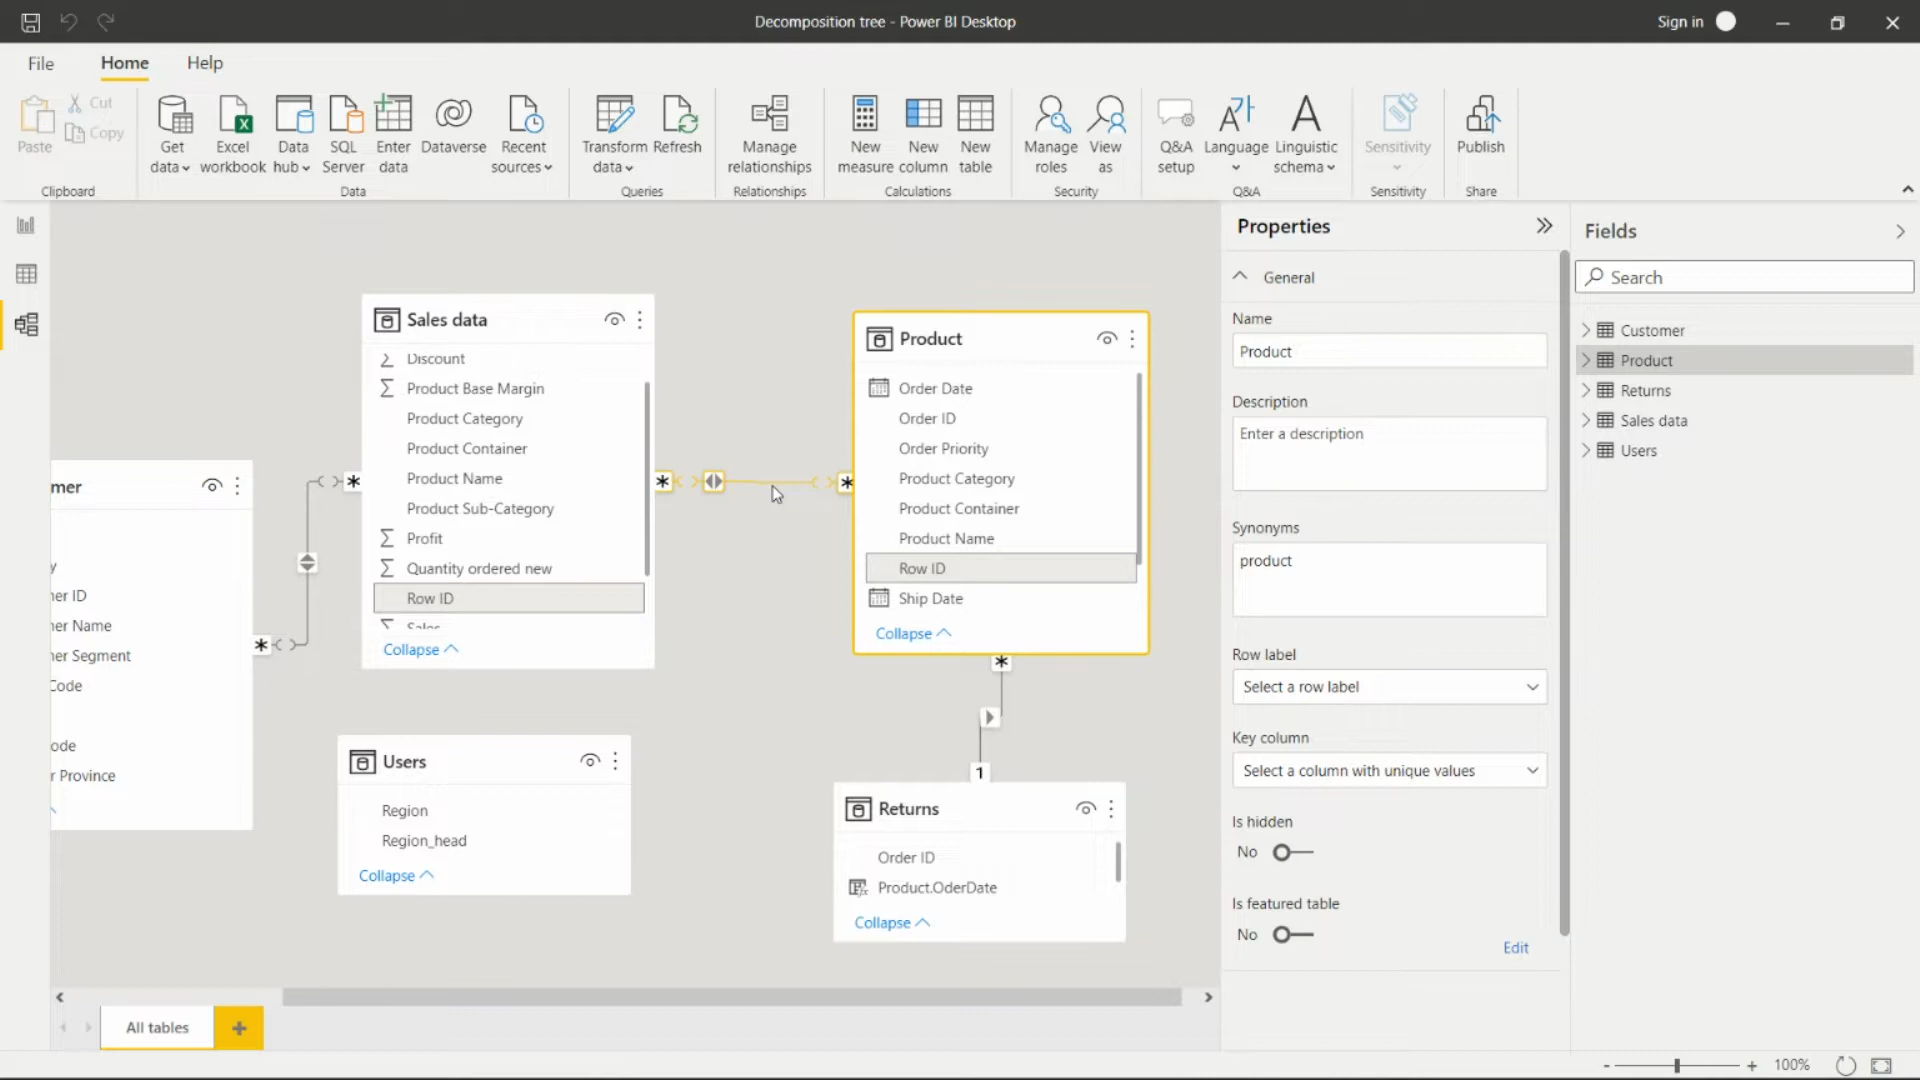 Decomposition tree - Power BI Desktop
Sign in
File
Home
Help
Paste
Cut
Copy
Clipboard
Get data
Excel workbook
Data hub
SQL Server
Enter data
Dataverse
Recent sources
Data
Transform data
Refresh
Queries
Manage relationships
Relationships
New measure
New column
New table
Calculations
Manage roles
View as
Security
Q&A setup
Language
Linguistic schema
Q&A
Sensitivity
Sensitivity
Publish
Share
mer
y
ner ID
ner Name
ner Segment
Code
ode
r Province
Sales data
Discount
Product Base Margin
Product Category
Product Container
Product Name
Product Sub-Category
Profit
Quantity ordered new
Row ID
Sales
Collapse
*
*
*
*
Product
Order Date
Order ID
Order Priority
Product Category
Product Container
Product Name
Row ID
Ship Date
Collapse
*
1
Users
Region
Region_head
Collapse
Returns
Order ID
Product.OderDate
Collapse
All tables
+
Properties
General
Name
Product
Description
Enter a description
Synonyms
product
Row label
Select a row label
Key column
Select a column with unique values
Is hidden
No
Is featured table
No
Edit
Fields
Search
Customer
Product
Returns
Sales data
Users
- + 100%